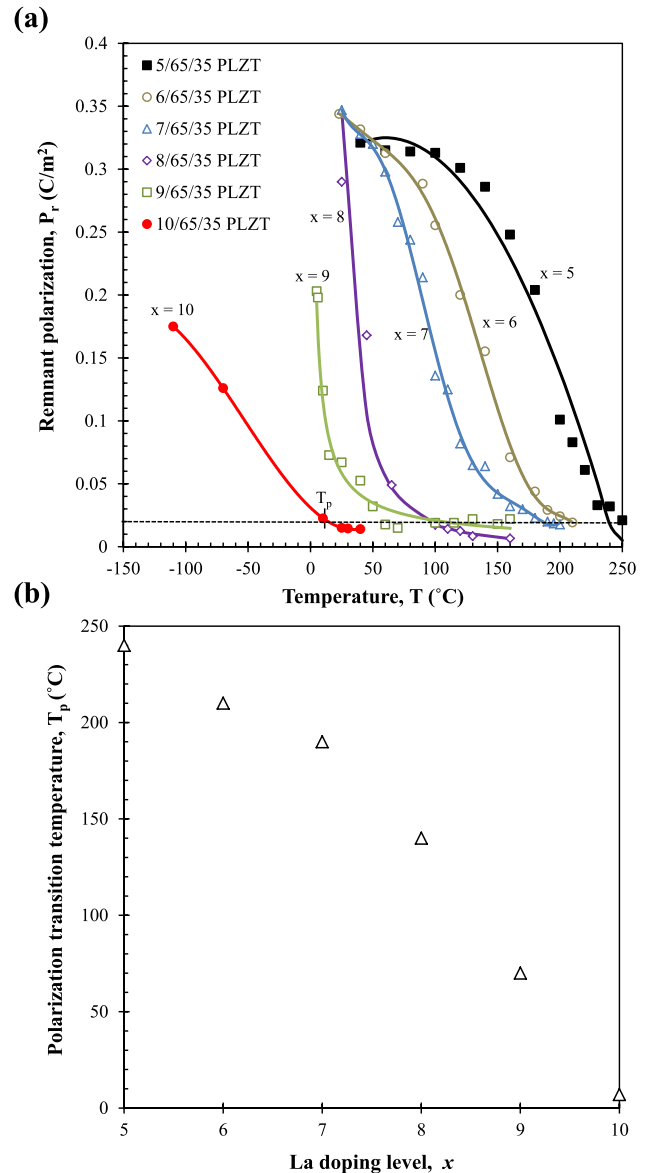 (a)
0.4
0.35
0.3
0.25
0.2
0.15
0.1
0.05
0
Remnant polarization, Pr (C/m²)
5/65/35 PLZT
6/65/35 PLZT
7/65/35 PLZT
8/65/35 PLZT
9/65/35 PLZT
10/65/35 PLZT
x = 8
x = 9
x = 5
x = 10
x = 7
x = 6
Tp
-150 -100 -50 0 50 100 150 200 250
Temperature, T (˚C)
(b)
250
200
150
100
50
0
Polarization transition temperature, Tp (˚C)
5 6 7 8 9 10
La doping level, x